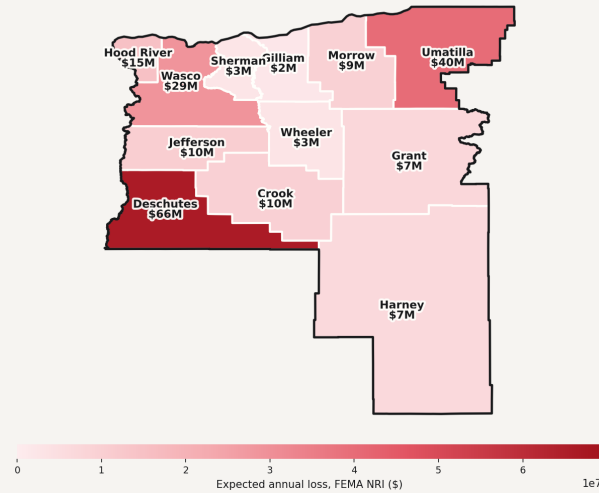 Hood River
$15M
Wasco
$29M
Sherman
$3M
Gilliam
$2M
Morrow
$9M
Umatilla
$40M
Jefferson
$10M
Wheeler
$3M
Grant
$7M
Deschutes
$66M
Crook
$10M
Harney
$7M
0 1 2 3 4 5 6
1e7
Expected annual loss, FEMA NRI ($)